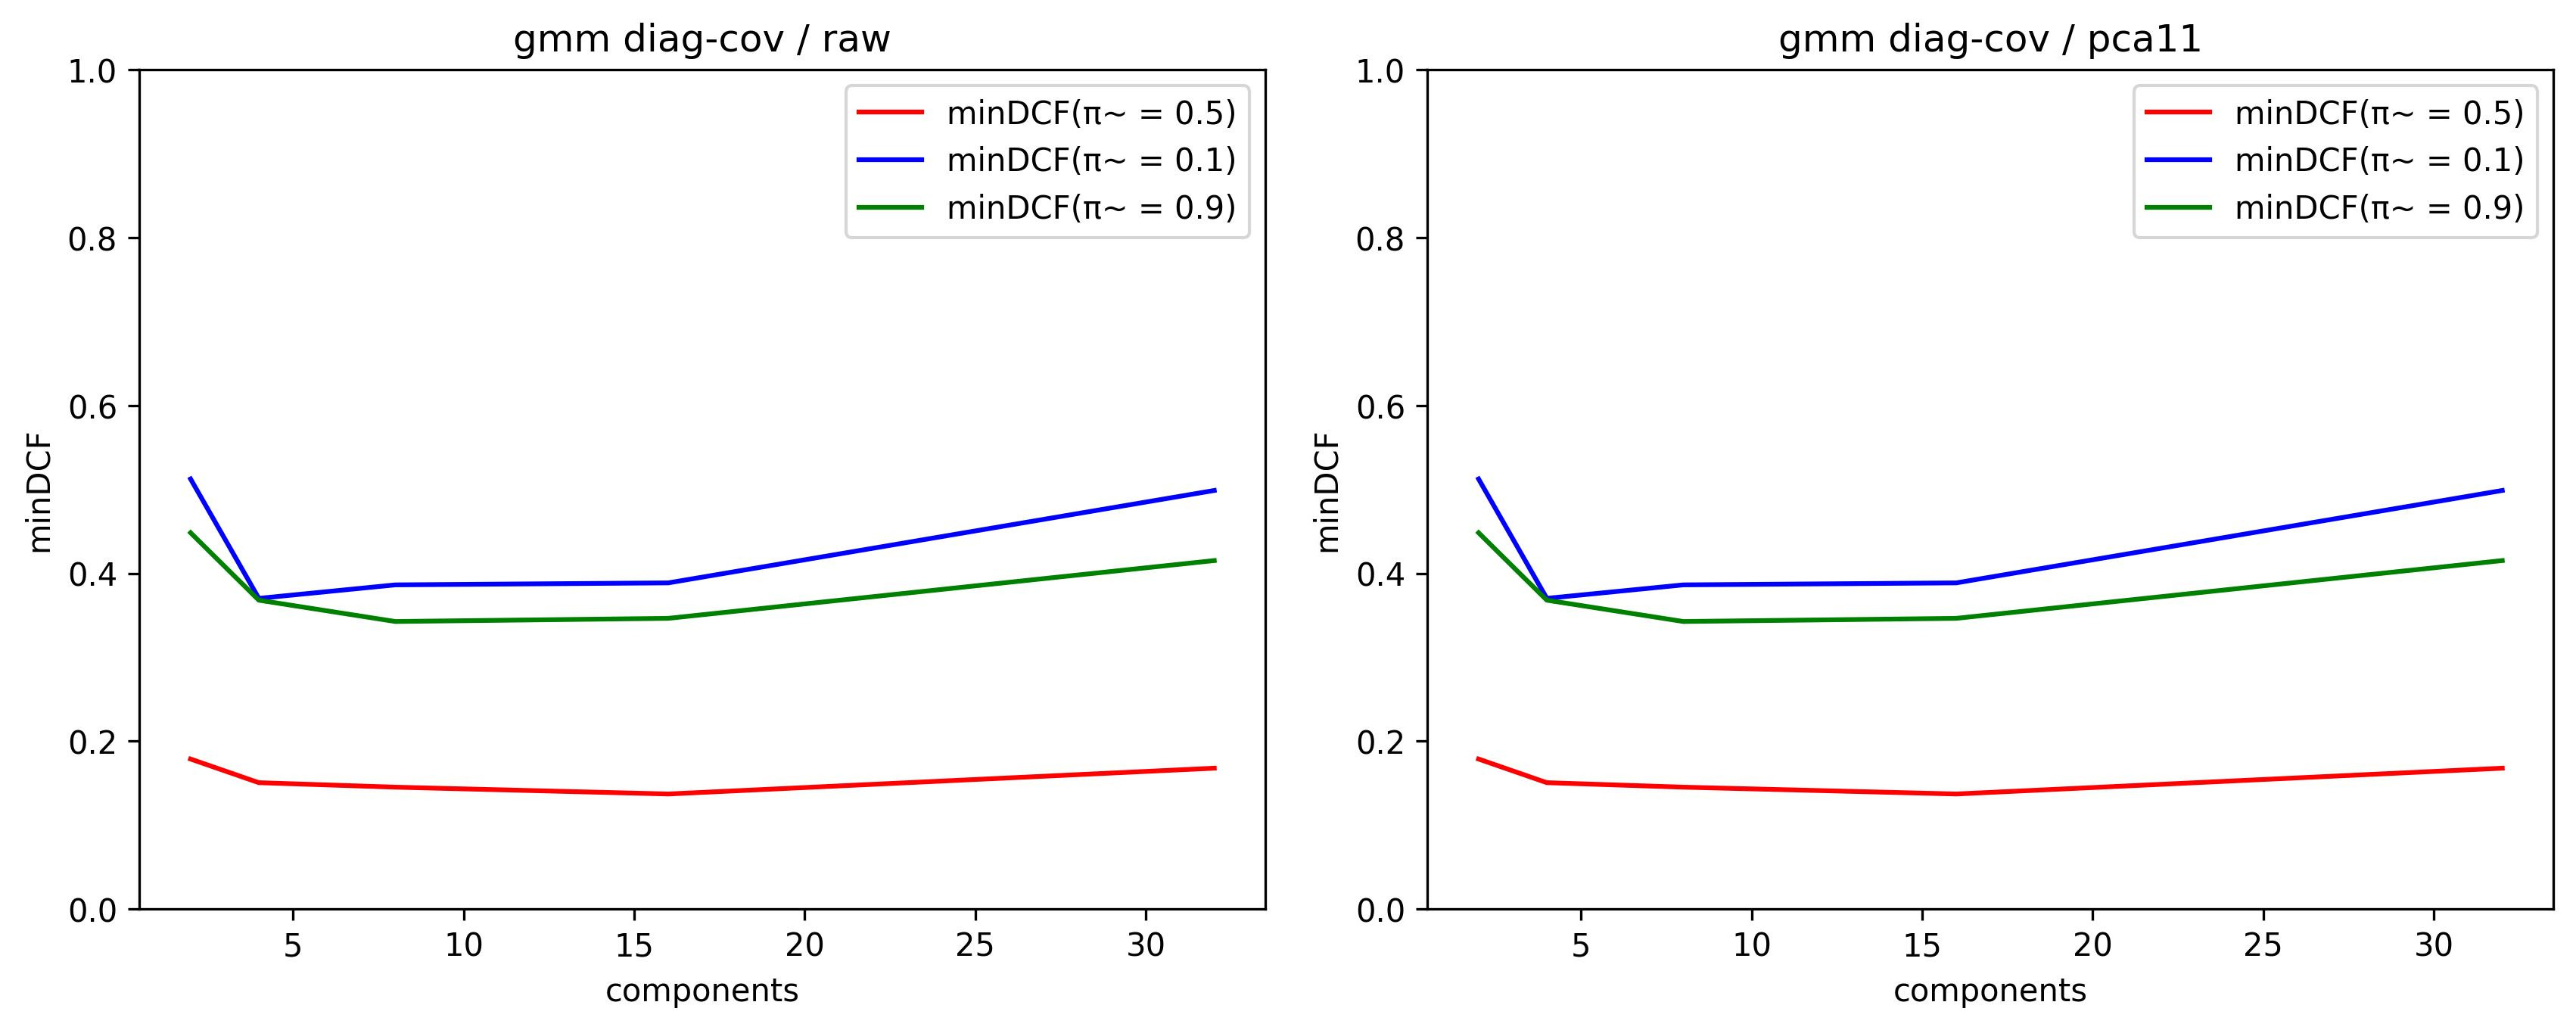 gmm diag-cov / raw
minDCF(π~ = 0.5)
minDCF(π~ = 0.1)
minDCF(π~ = 0.9)
1.0
0.8
0.6
0.4
0.2
0.0
minDCF
5 10 15 20 25 30
components
gmm diag-cov / pca11
minDCF(π~ = 0.5)
minDCF(π~ = 0.1)
minDCF(π~ = 0.9)
1.0
0.8
0.6
0.4
0.2
0.0
minDCF
5 10 15 20 25 30
components